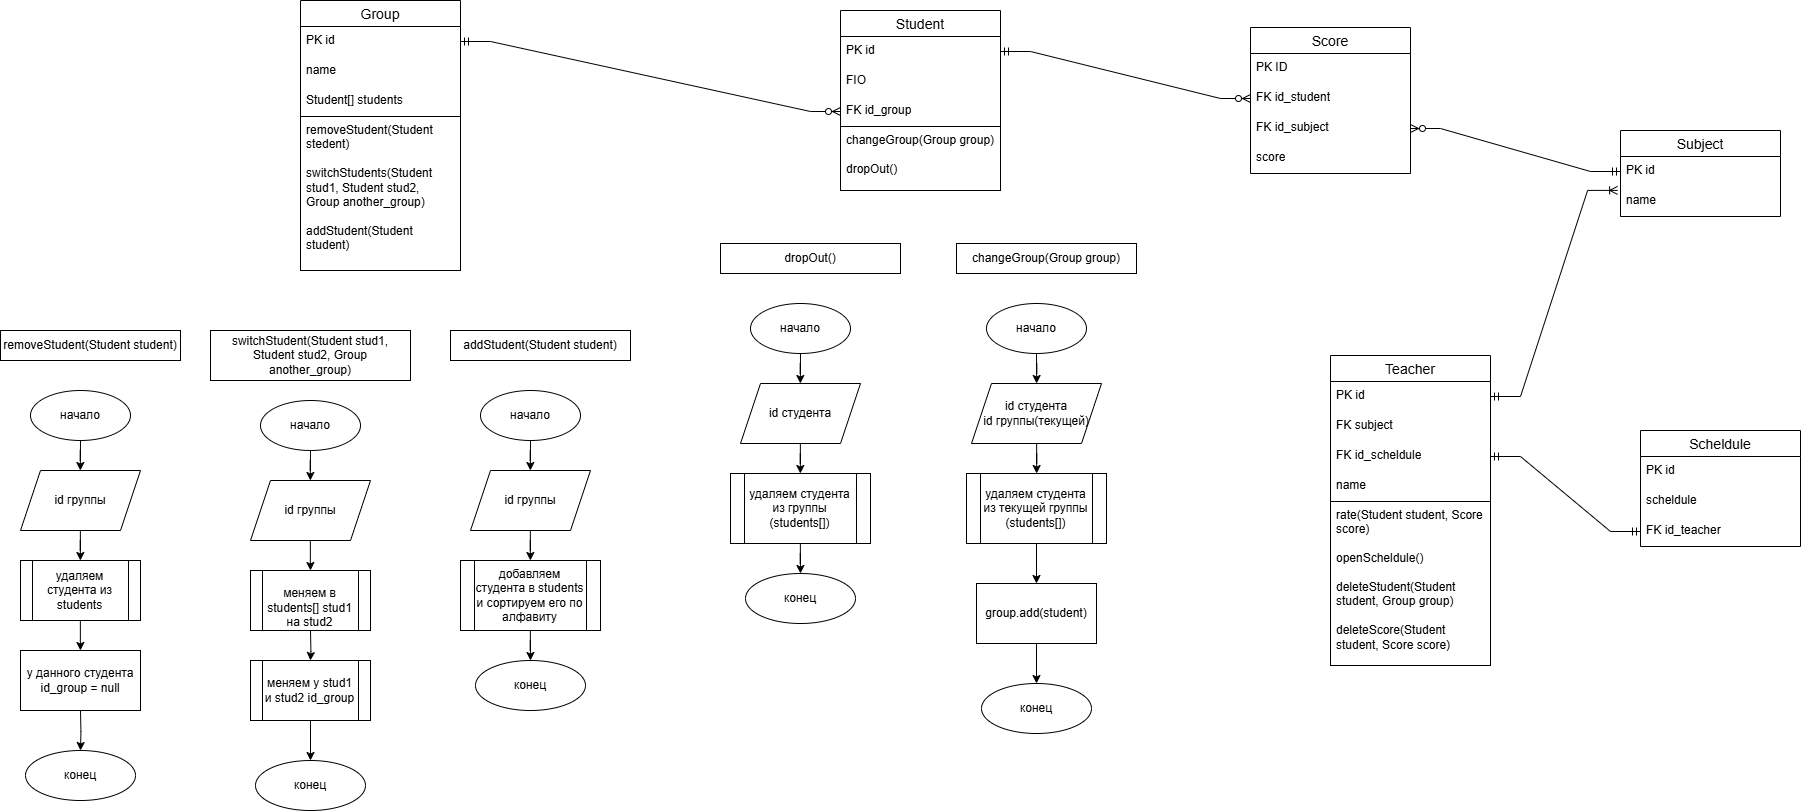 Group
PK id
name
Student[] students
removeStudent(Student
stedent)
switchStudents(Student
stud1, Student stud2,
Group another_group)
addStudent(Student
student)
Student
PK id
FIO
FK id_group
changeGroup(Group group)
dropOut()
Score
PK ID
FK id_student
FK id_subject
score
Subject
PK id
name
Teacher
PK id
FK subject
FK id_scheldule
name
rate(Student student, Score
score)
openScheldule()
deleteStudent(Student
student, Group group)
deleteScore(Student
student, Score score)
Scheldule
PK id
scheldule
FK id_teacher
removeStudent(Student student)
начало
id группы
удаляем
студента из
students
у данного студента
id_group = null
конец
switchStudent(Student stud1,
Student stud2, Group
another_group)
начало
id группы
меняем в
students[] stud1
на stud2
меняем у stud1
и stud2 id_group
конец
addStudent(Student student)
начало
id группы
добавляем
студента в students
и сортируем его по
алфавиту
конец
dropOut()
начало
id студента
удаляем студента
из группы
(students[])
конец
changeGroup(Group group)
начало
id студента
id группы(текущей)
удаляем студента
из текущей группы
(students[])
group.add(student)
конец